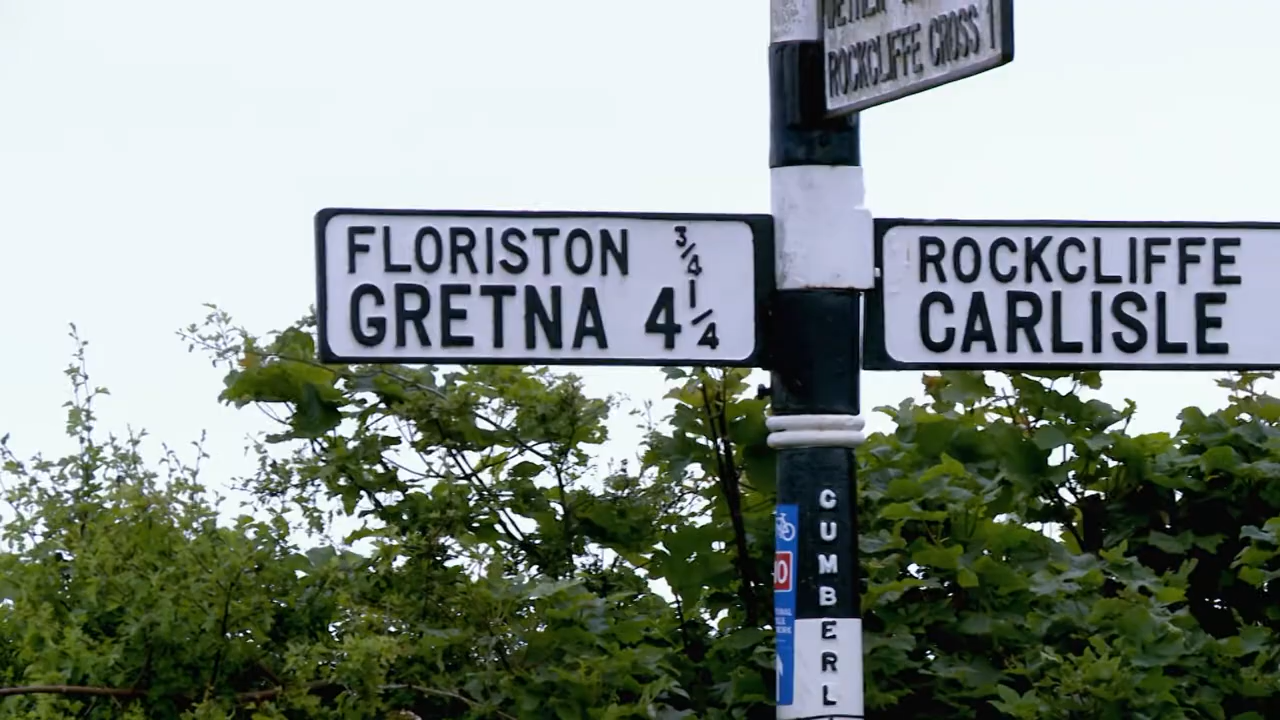 ROCKCLIFFE CROSS 1
FLORISTON 3/4
GRETNA 4 1/4
ROCKCLIFFE
CARLISLE
CUMBERL